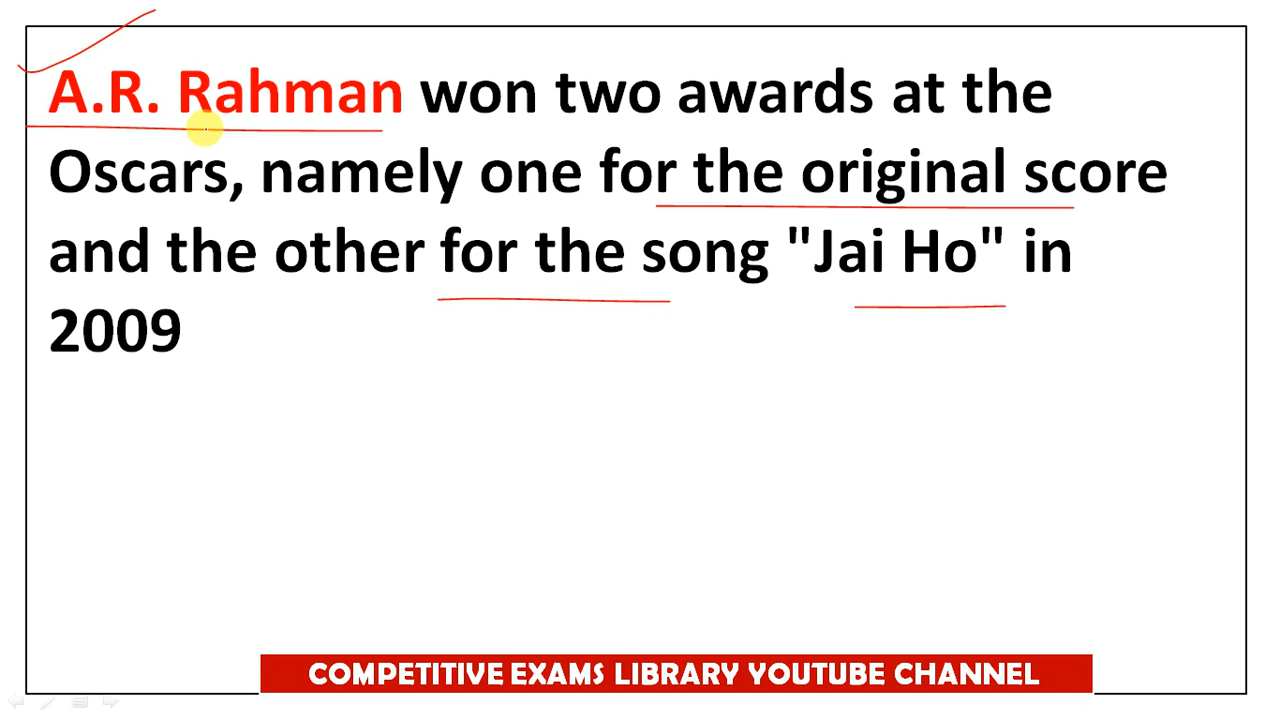 A.R. Rahman won two awards at the
Oscars, namely one for the original score
and the other for the song "Jai Ho" in
2009
COMPETITIVE EXAMS LIBRARY YOUTUBE CHANNEL